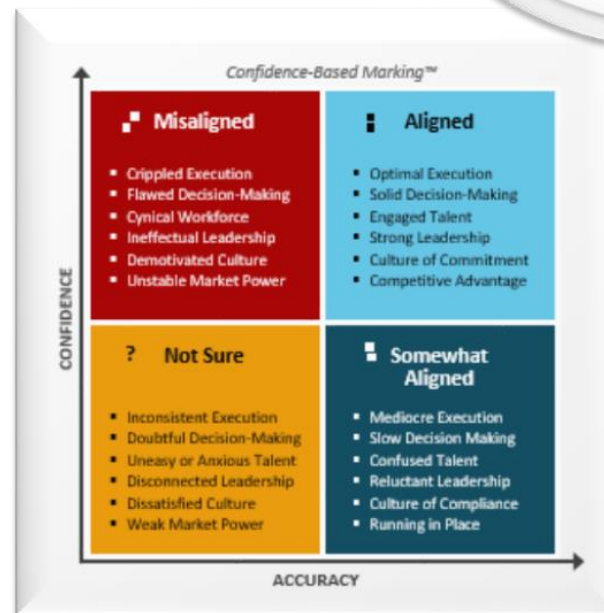 Confidence-Based Marking™
Misaligned
Crippled Execution
Flawed Decision-Making
Cynical Workforce
Ineffectual Leadership
Demotivated Culture
Unstable Market Power
Aligned
Optimal Execution
Solid Decision-Making
Engaged Talent
Strong Leadership
Culture of Commitment
Competitive Advantage
CONFIDENCE
? Not Sure
Inconsistent Execution
Doubtful Decision-Making
Uneasy or Anxious Talent
Disconnected Leadership
Dissatisfied Culture
Weak Market Power
Somewhat
Aligned
Mediocre Execution
Slow Decision Making
Confused Talent
Reluctant Leadership
Culture of Compliance
Running in Place
ACCURACY